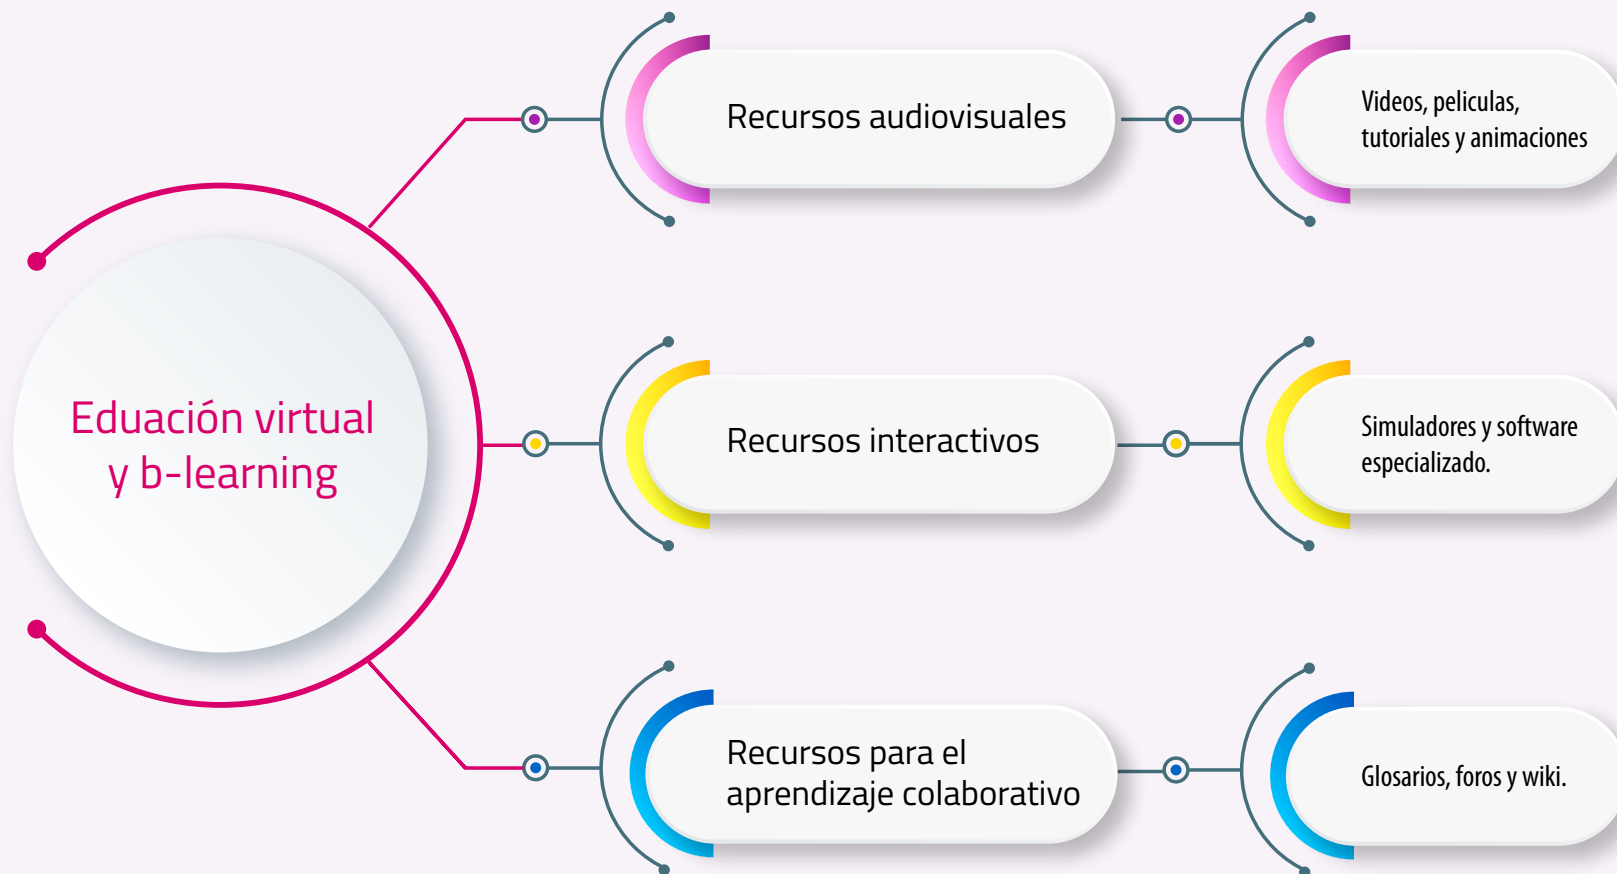 Recursos audiovisuales
Videos, peliculas,
tutoriales y animaciones
Eduación virtual
y b-learning
Recursos interactivos
Simuladores y software
especializado.
Recursos para el
aprendizaje colaborativo
Glosarios, foros y wiki.